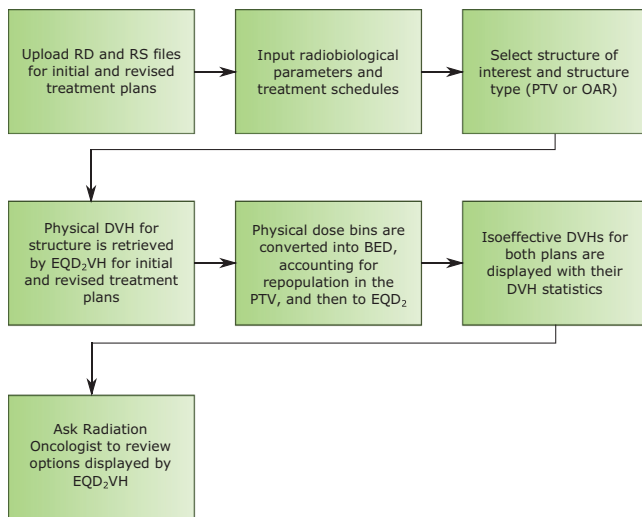 Upload RD and RS files
for initial and revised
treatment plans
Input radiobiological
parameters and
treatment schedules
Select structure of
interest and structure
type (PTV or OAR)
Physical DVH for
structure is retrieved
by EQD₂VH for initial
and revised treatment
plans
Physical dose bins are
converted into BED,
accounting for
repopulation in the
PTV, and then to EQD₂
Isoeffective DVHs for
both plans are
displayed with their
DVH statistics
Ask Radiation
Oncologist to review
options displayed by
EQD₂VH